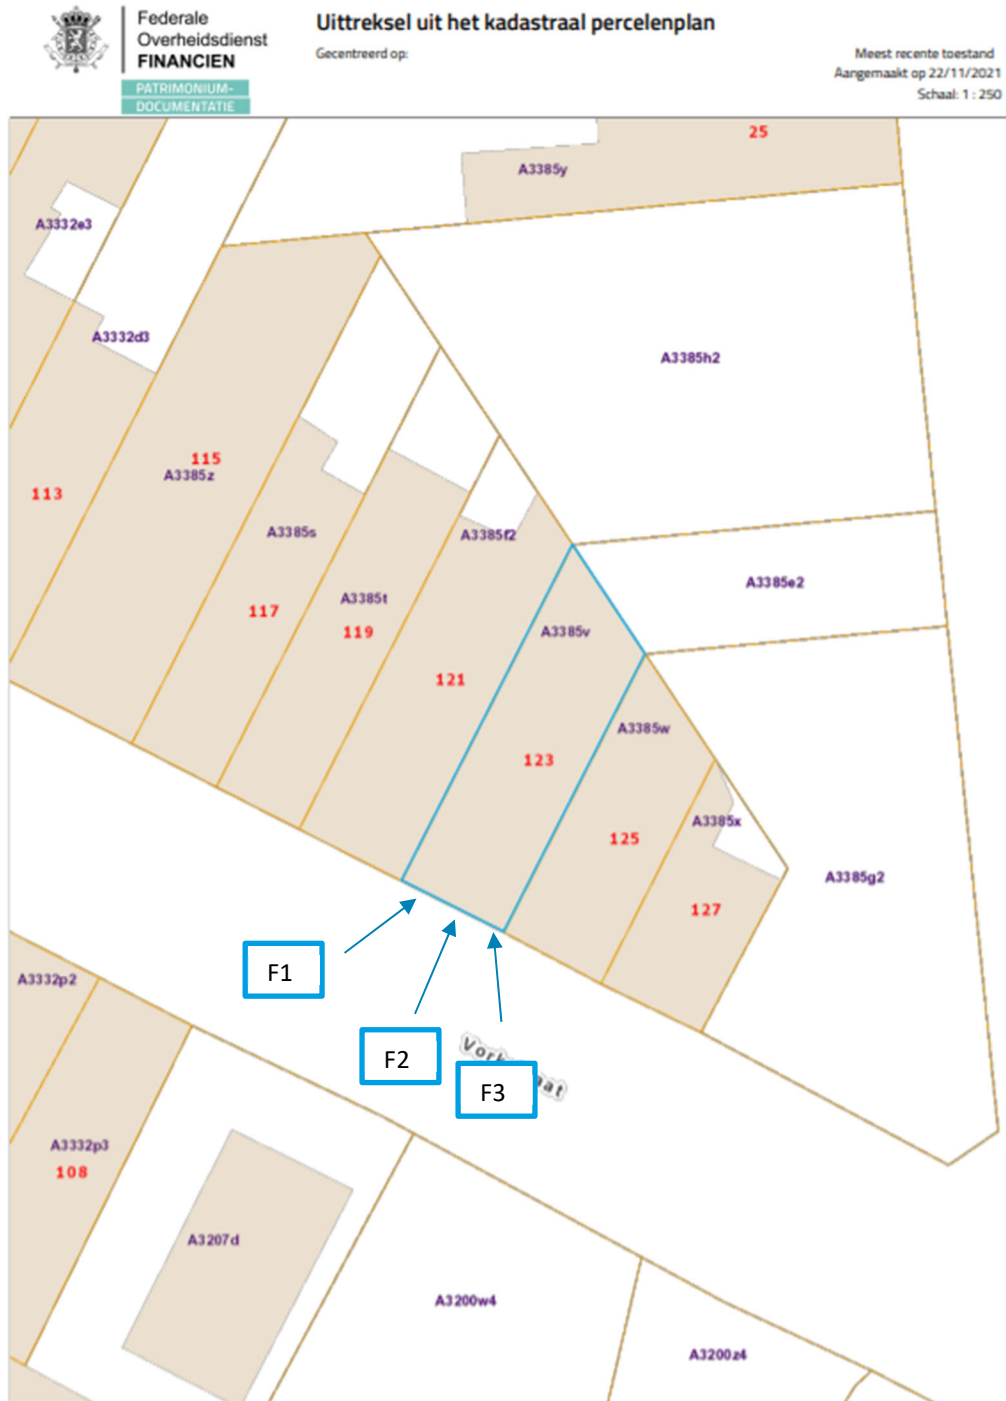 Federale
Overheidsdienst
FINANCIEN
PATRIMONIUM-
DOCUMENTATIE
Uittreksel uit het kadastraal percelenplan
Gecentreerd op:
Meest recente toestand
Aangemaakt op 22/11/2021
Schaal: 1 : 250
25
A3385y
A3332e3
A3332d3
A3385h2
115
A3385z
113
A3385s
A3385f2
A3385e2
A3385t
117
119
A3385v
121
A3385w
123
A3385x
125
A3385g2
127
F1
A3332p2
F2
F3
A3332p3
108
A3207d
A3200w4
A3200z4